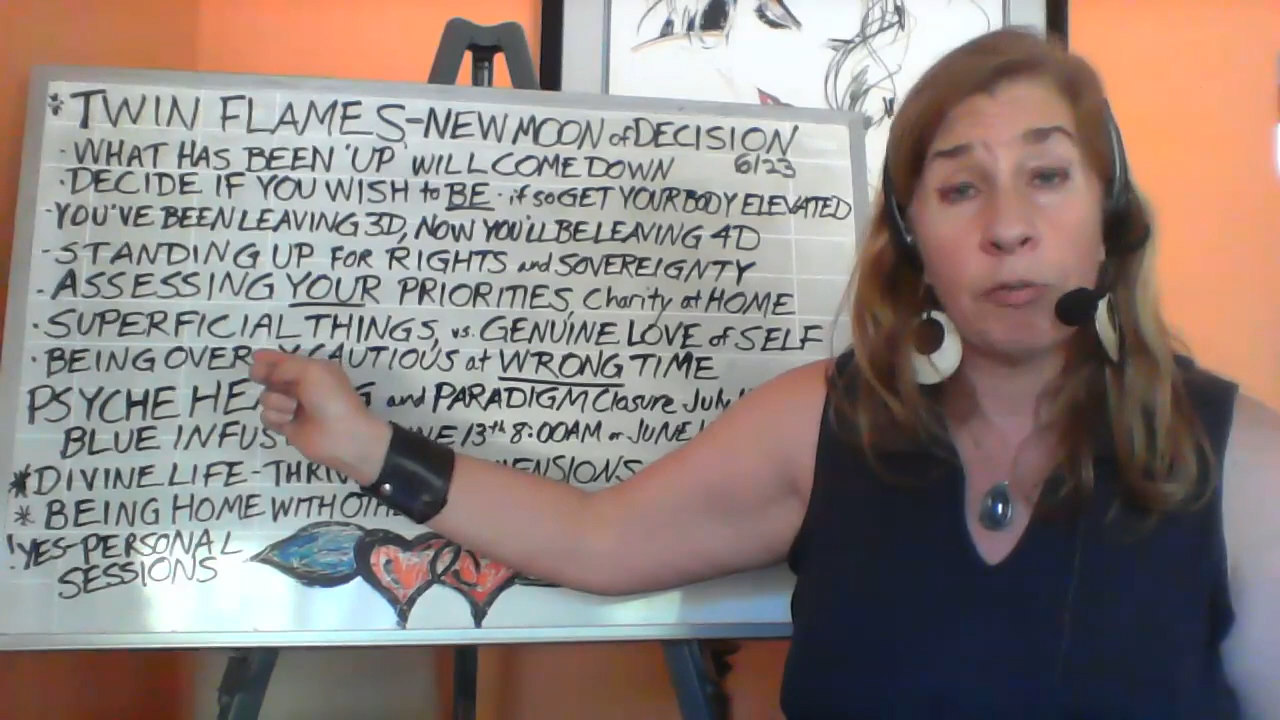 * TWIN FLAMES-NEW MOON of DECISION
· WHAT HAS BEEN 'UP' WILL COME DOWN 6/23
· DECIDE IF YOU WISH to BE · if so GET YOUR BODY ELEVATED
- YOU'VE BEEN LEAVING 3D, NOW YOU'LL BE LEAVING 4D
- STANDING UP FOR RIGHTS and SOVEREIGNTY
- ASSESSING YOUR PRIORITIES, Charity at HOME
· SUPERFICIAL THINGS, vs. GENUINE LOVE of SELF
· BEING OVERLY CAUTIOUS at WRONG TIME
PSYCHE and PARADIGM Closure July
BLUE 13th 8:00AM or JUNE
* DIVINE LIFE -
* BEING HOME WITH
! YES-PERSONAL
SESSIONS